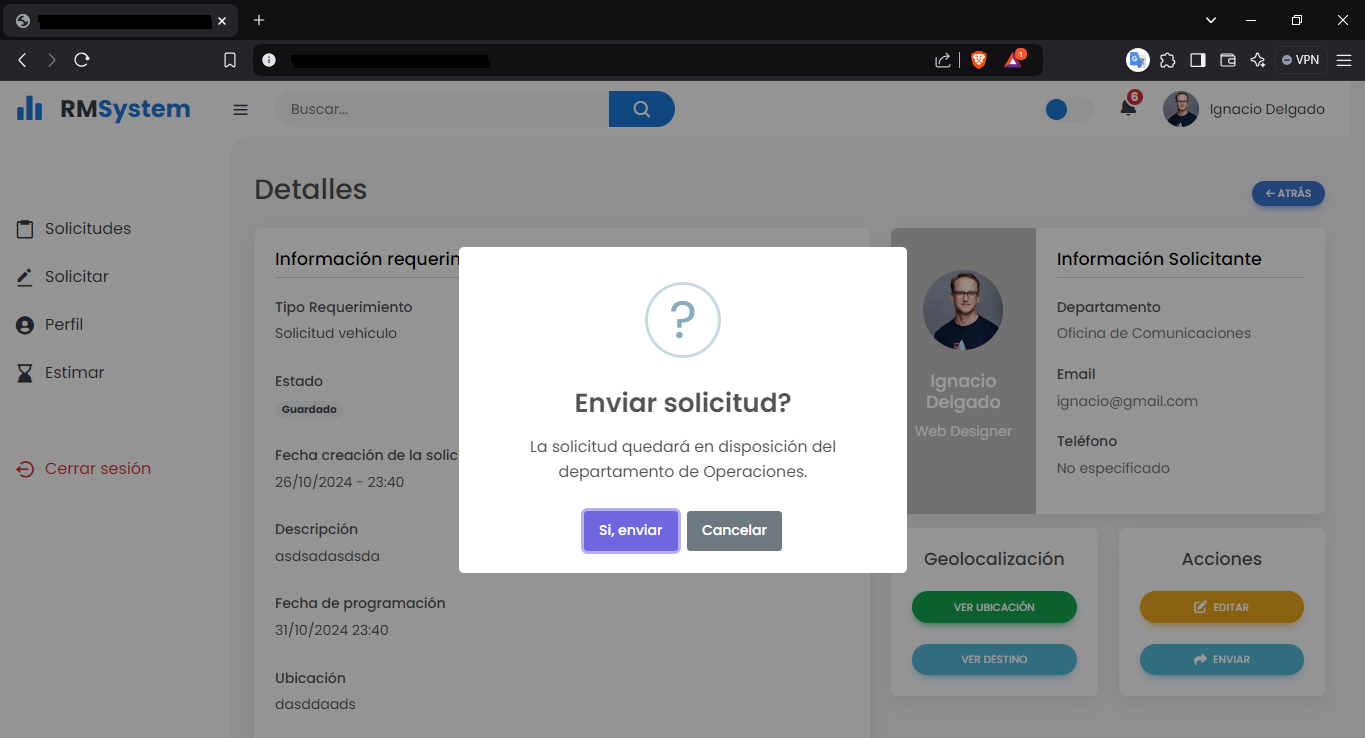 1
VPN
RMSystem
Buscar...
6
Ignacio Delgado
Solicitudes
Solicitar
Perfil
Estimar
Cerrar sesión
Detalles
ATRÁS
Información requerin
Tipo Requerimiento
Solicitud vehículo
Estado
Guardado
Fecha creación de la solic
26/10/2024 - 23:40
Descripción
asdsadasdsda
Fecha de programación
31/10/2024 23:40
Ubicación
dasddaads
?
Enviar solicitud?
La solicitud quedará en disposición del
departamento de Operaciones.
Si, enviar
Cancelar
Ignacio
Delgado
Web Designer
Información Solicitante
Departamento
Oficina de Comunicaciones
Email
ignacio@gmail.com
Teléfono
No especificado
Geolocalización
VER UBICACIÓN
VER DESTINO
Acciones
EDITAR
ENVIAR